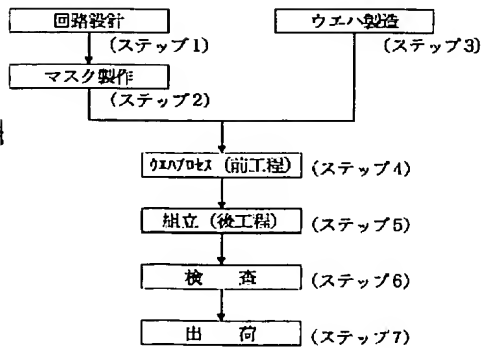 回路設計
(ステップ1)
ウエハ製造
(ステップ3)
マスク製作
(ステップ2)
ウエハプロセス (前工程)
(ステップ4)
組立 (後工程)
(ステップ5)
検　査
(ステップ6)
出　荷
(ステップ7)